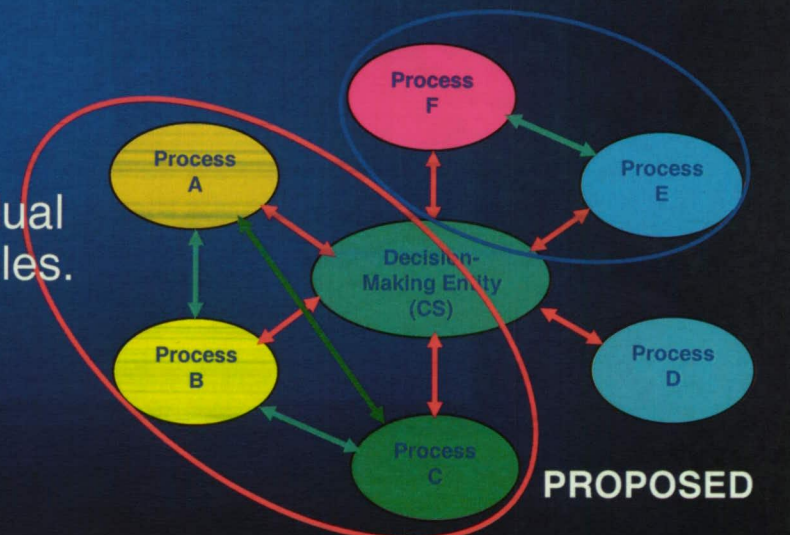 Process
F
Process
A
Process
E
ual
les.
Decision-
Making Entity
(CS)
Process
B
Process
D
Process
C
PROPOSED